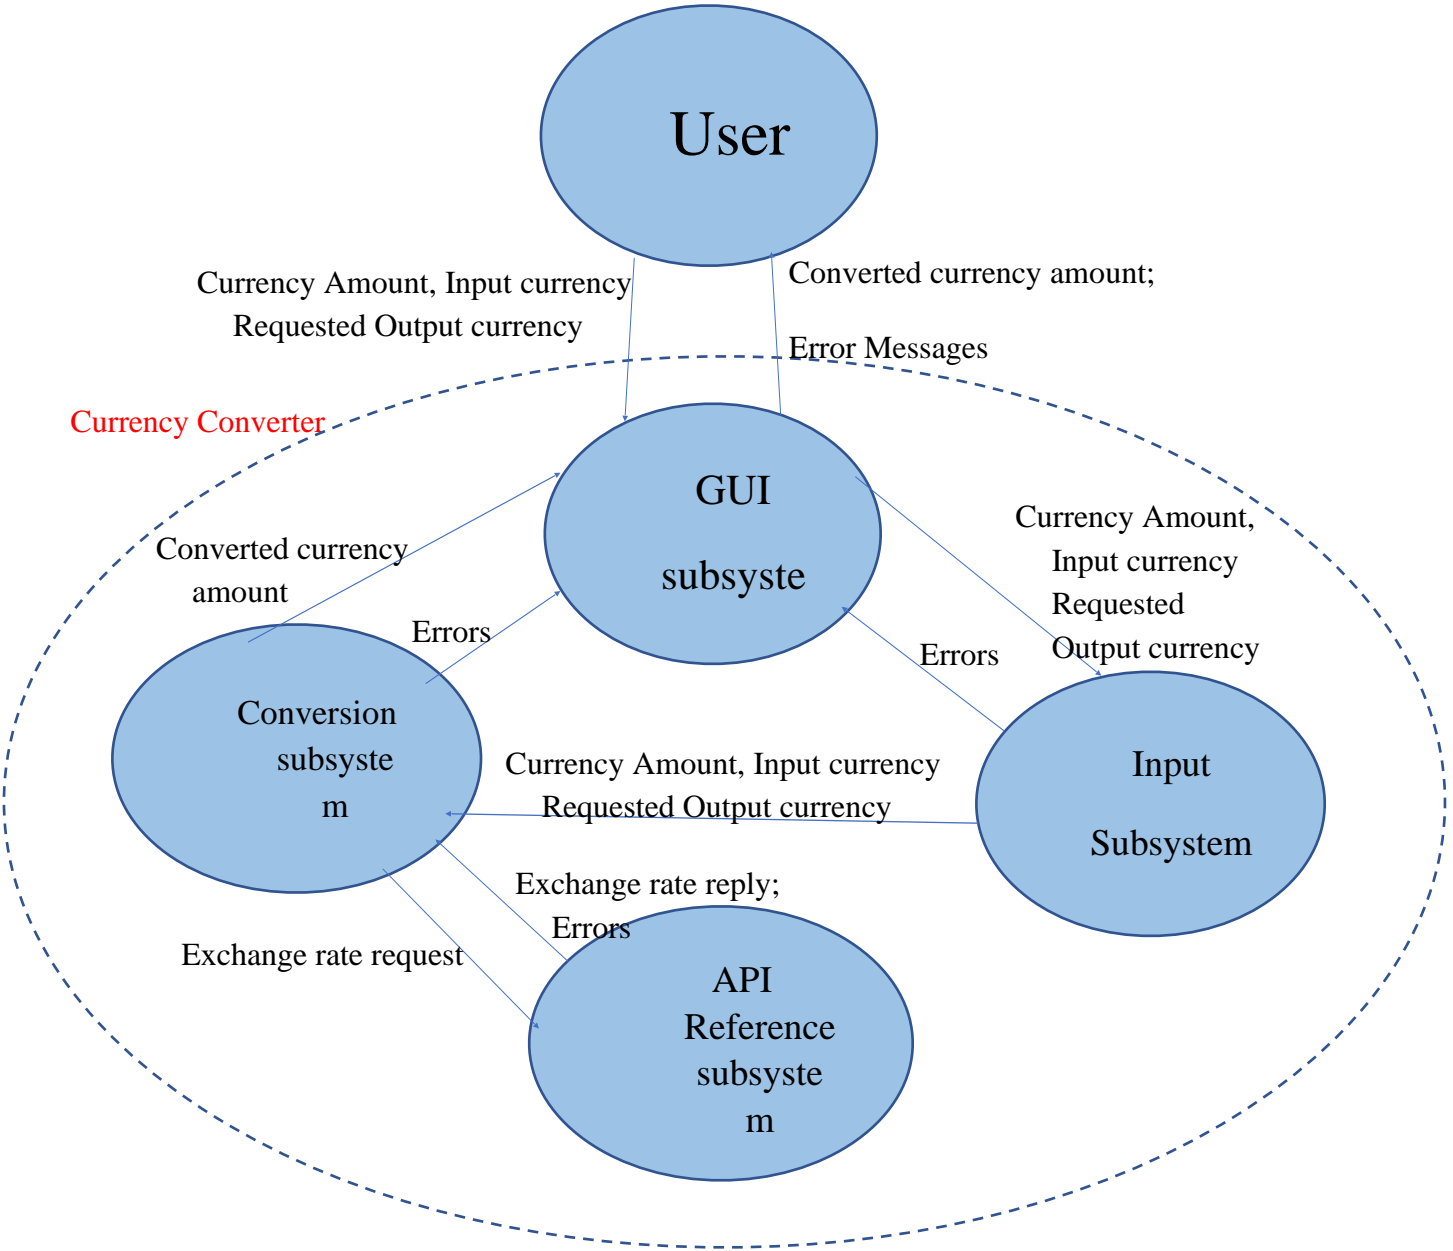 User
Currency Amount, Input currency
Requested Output currency
Converted currency amount;
Error Messages
Currency Converter
GUI
subsyste
Currency Amount,
Input currency
Requested
Output currency
Converted currency
amount
Errors
Errors
Conversion
subsyste
m
Currency Amount, Input currency
Requested Output currency
Input
Subsystem
Exchange rate reply;
Errors
Exchange rate request
API
Reference
subsyste
m